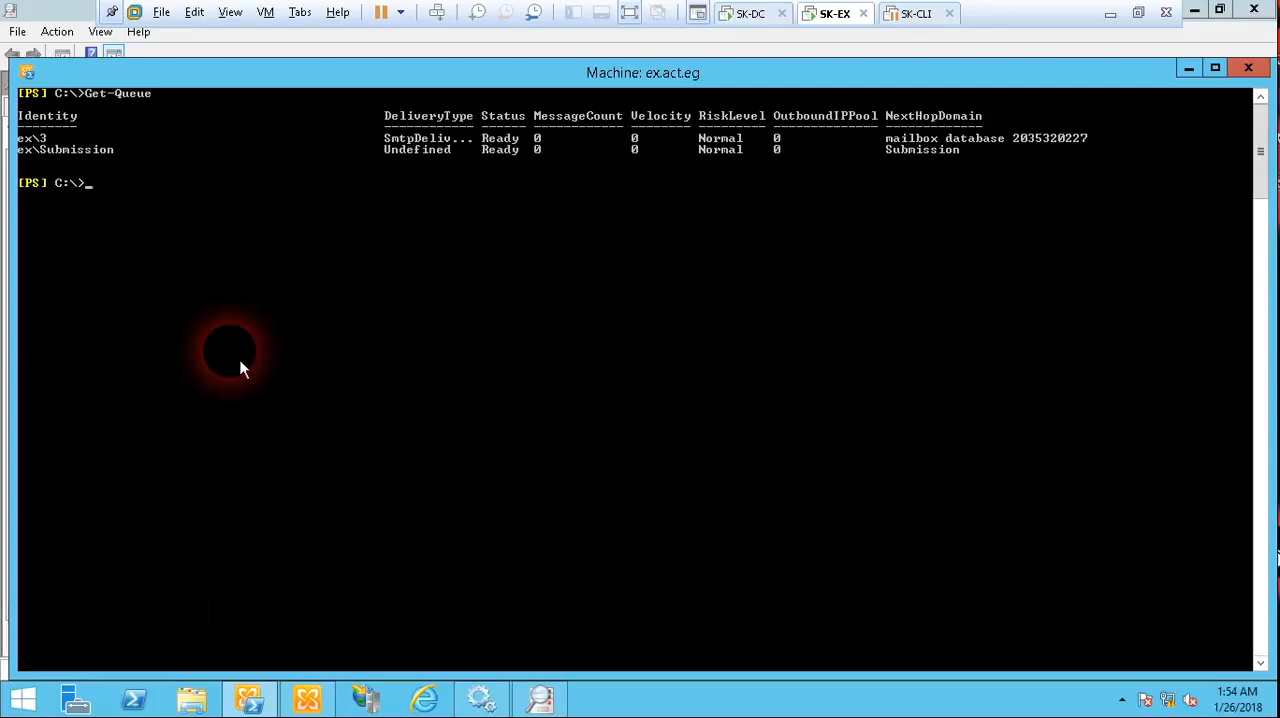 File Edit View VM Tabs Help SK-DC SK-EX SK-CLI
File Action View Help
Machine: ex.act.eg
[PS] C:\>Get-Queue
Identity DeliveryType Status MessageCount Velocity RiskLevel OutboundIPPool NextHopDomain
-------- ------------ ------ ------------ -------- --------- -------------- -------------
ex\3 SmtpDeliv... Ready 0 0 Normal 0 mailbox database 2035320227
ex\Submission Undefined Ready 0 0 Normal 0 Submission
[PS] C:\>_
1:54 AM
1/26/2018